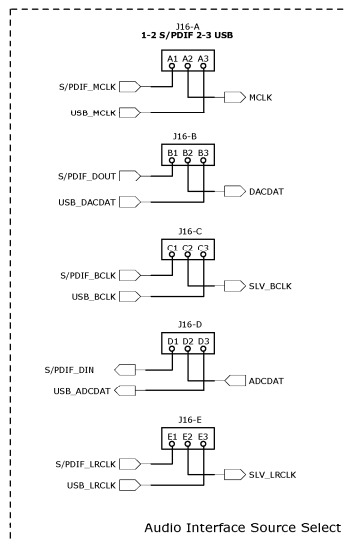 J16-A
1-2 S/PDIF 2-3 USB
A1 A2 A3
S/PDIF_MCLK
MCLK
USB_MCLK
J16-B
B1 B2 B3
S/PDIF_DOUT
DACDAT
USB_DACDAT
J16-C
C1 C2 C3
S/PDIF_BCLK
SLV_BCLK
USB_BCLK
J16-D
D1 D2 D3
S/PDIF_DIN
ADCDAT
USB_ADCDAT
J16-E
E1 E2 E3
S/PDIF_LRCLK
SLV_LRCLK
USB_LRCLK
Audio Interface Source Select